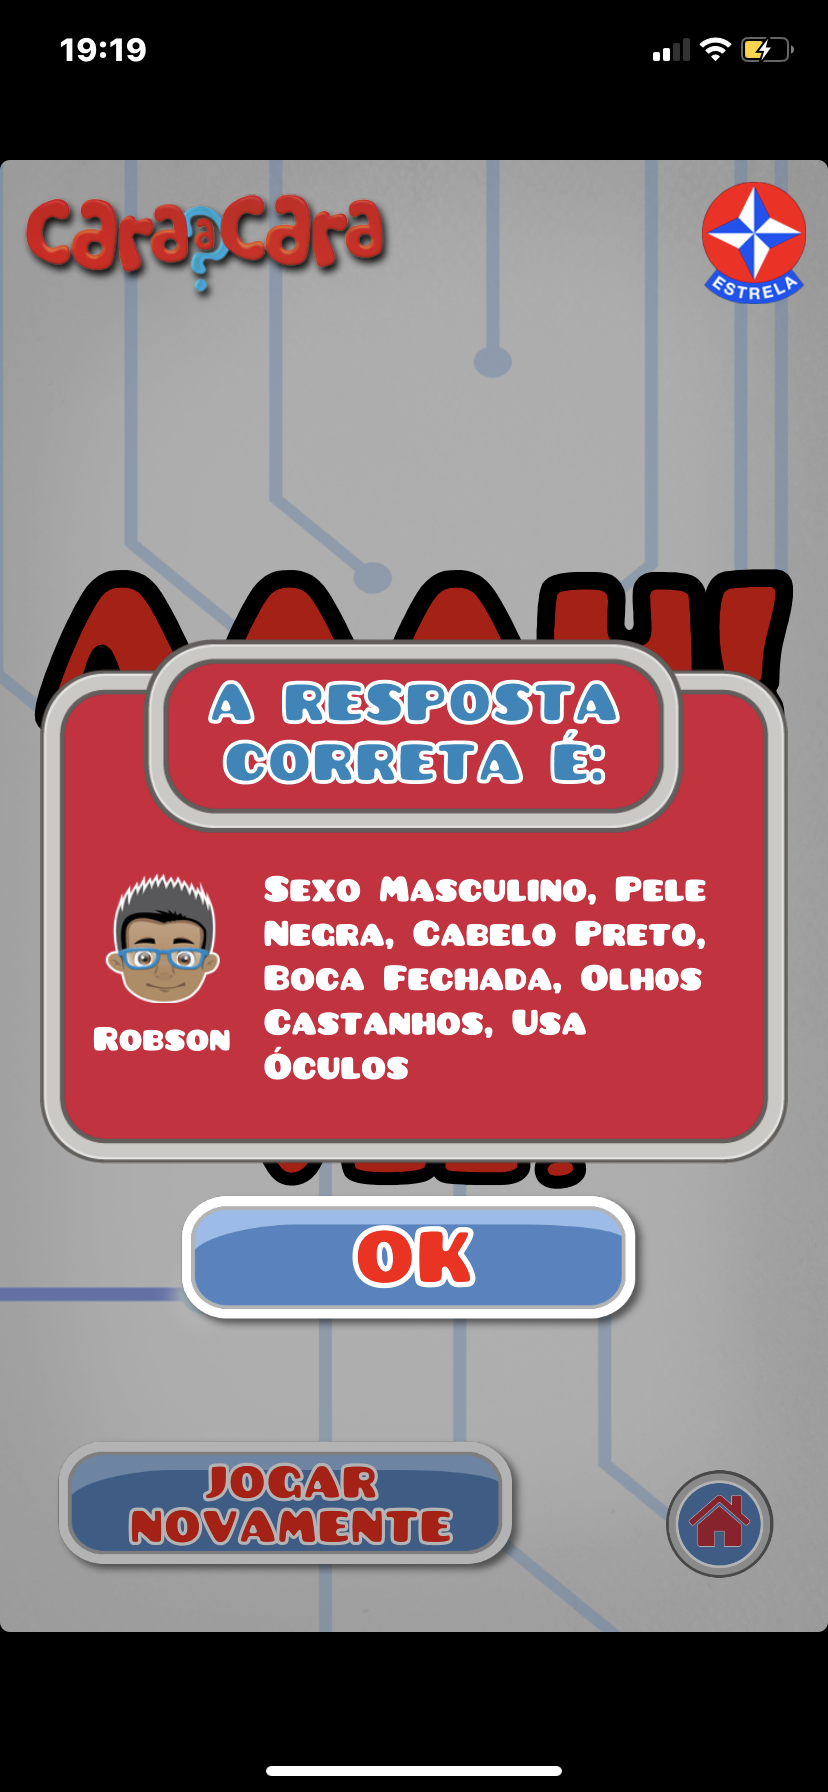 19:19
Cara a Cara
ESTRELA
A RESPOSTA
CORRETA É:
Sexo Masculino, Pele
Negra, Cabelo Preto,
Boca Fechada, Olhos
Castanhos, Usa
Óculos
Robson
OK
JOGAR
NOVAMENTE